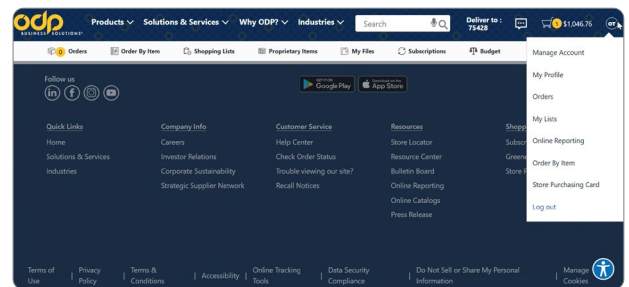 odp
BUSINESS SOLUTIONS
Products Solutions & Services Why ODP? Industries Search Deliver to : 75428 5 $1,046.76 OT
0 Orders Order By Item Shopping Lists Proprietary Items My Files Subscriptions Budget
Manage Account
My Profile
Orders
My Lists
Online Reporting
Order By Item
Store Purchasing Card
Log out
Follow us
GET IT ON Google Play Download on the App Store
Quick Links
Home
Solutions & Services
Industries
Company Info
Careers
Investor Relations
Corporate Sustainability
Strategic Supplier Network
Customer Service
Help Center
Check Order Status
Trouble viewing our site?
Recall Notices
Resources
Store Locator
Resource Center
Bulletin Board
Online Reporting
Online Catalogs
Press Release
Shopp
Subscr
Greene
Store
Terms of Use | Privacy Policy | Terms & Conditions | Accessibility | Online Tracking Tools | Data Security Compliance | Do Not Sell or Share My Personal Information | Manage Cookies